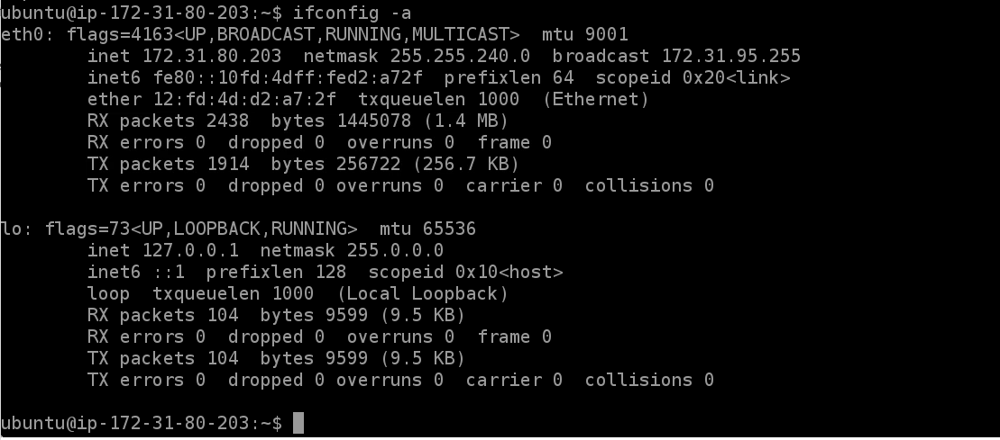 ubuntu@ip-172-31-80-203:~$ ifconfig -a
eth0: flags=4163<UP,BROADCAST,RUNNING,MULTICAST>  mtu 9001
        inet 172.31.80.203  netmask 255.255.240.0  broadcast 172.31.95.255
        inet6 fe80::10fd:4dff:fed2:a72f  prefixlen 64  scopeid 0x20<link>
        ether 12:fd:4d:d2:a7:2f  txqueuelen 1000  (Ethernet)
        RX packets 2438  bytes 1445078 (1.4 MB)
        RX errors 0  dropped 0  overruns 0  frame 0
        TX packets 1914  bytes 256722 (256.7 KB)
        TX errors 0  dropped 0 overruns 0  carrier 0  collisions 0

lo: flags=73<UP,LOOPBACK,RUNNING>  mtu 65536
        inet 127.0.0.1  netmask 255.0.0.0
        inet6 ::1  prefixlen 128  scopeid 0x10<host>
        loop  txqueuelen 1000  (Local Loopback)
        RX packets 104  bytes 9599 (9.5 KB)
        RX errors 0  dropped 0  overruns 0  frame 0
        TX packets 104  bytes 9599 (9.5 KB)
        TX errors 0  dropped 0 overruns 0  carrier 0  collisions 0

ubuntu@ip-172-31-80-203:~$